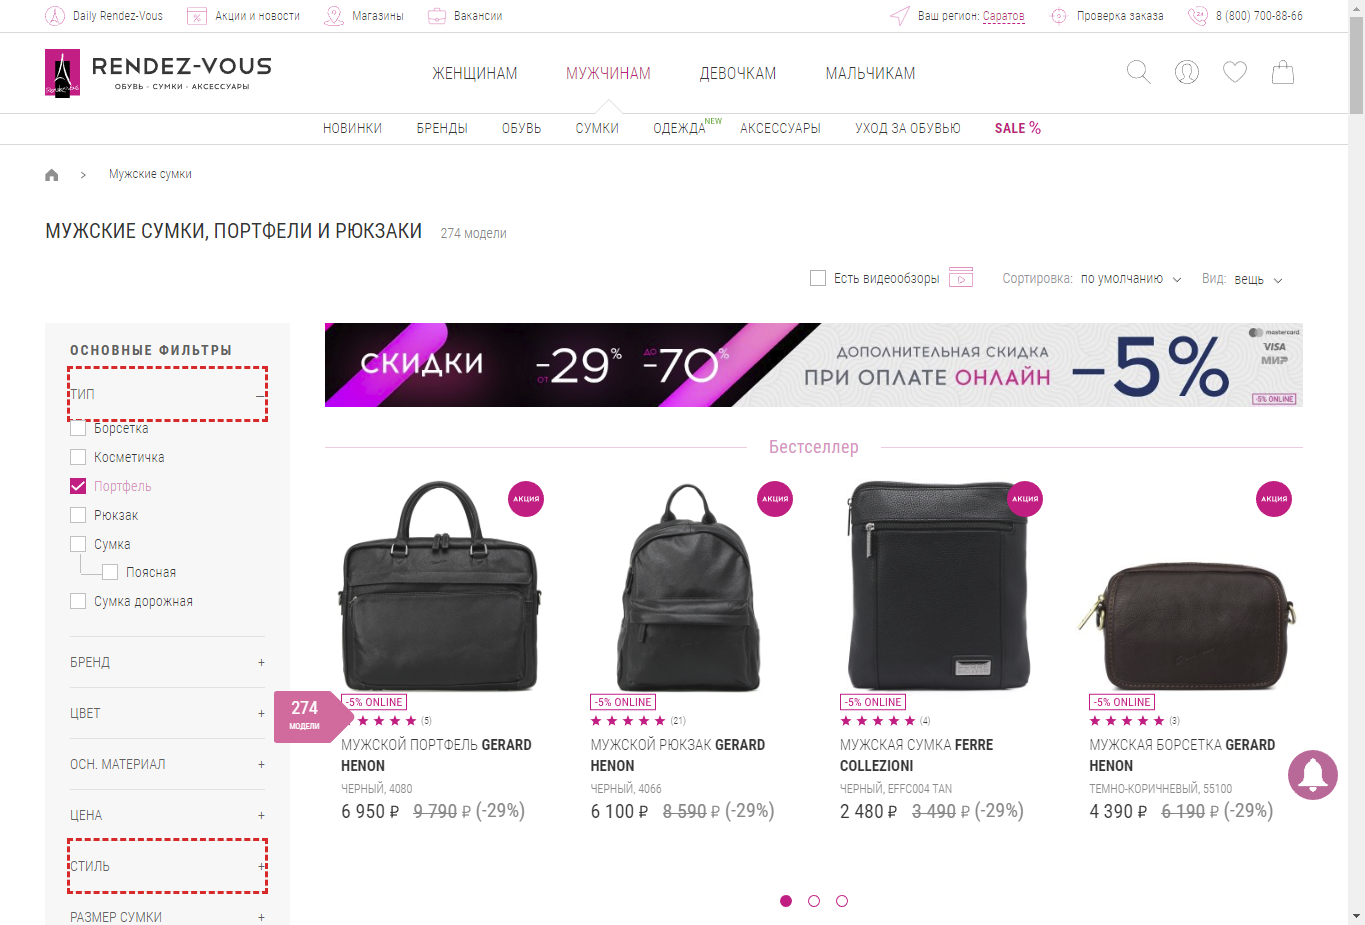 Daily Rendez-Vous
Акции и новости
Магазины
Вакансии
Ваш регион: Саратов
Проверка заказа
8 (800) 700-88-66
RENDEZ-VOUS
ОБУВЬ · СУМКИ · АКСЕССУАРЫ
Rendez-Vous
ЖЕНЩИНАМ
МУЖЧИНАМ
ДЕВОЧКАМ
МАЛЬЧИКАМ
НОВИНКИ
БРЕНДЫ
ОБУВЬ
СУМКИ
ОДЕЖДА NEW
АКСЕССУАРЫ
УХОД ЗА ОБУВЬЮ
SALE %
> Мужские сумки
МУЖСКИЕ СУМКИ, ПОРТФЕЛИ И РЮКЗАКИ 274 модели
Есть видеообзоры
Сортировка: по умолчанию
Вид: вещь
ОСНОВНЫЕ ФИЛЬТРЫ
ТИП –
Борсетка
Косметичка
Портфель
Рюкзак
Сумка
Поясная
Сумка дорожная
БРЕНД +
ЦВЕТ +
ОСН. МАТЕРИАЛ +
ЦЕНА +
СТИЛЬ +
РАЗМЕР СУМКИ +
274
МОДЕЛИ
СКИДКИ ОТ -29% ДО -70%
ДОПОЛНИТЕЛЬНАЯ СКИДКА
ПРИ ОПЛАТЕ ОНЛАЙН
-5%
mastercard
VISA
МИР
-5% ONLINE
Бестселлер
АКЦИЯ
-5% ONLINE
(5)
МУЖСКОЙ ПОРТФЕЛЬ GERARD
HENON
ЧЕРНЫЙ, 4080
6 950 ₽ 9 790 ₽ (-29%)
АКЦИЯ
-5% ONLINE
(21)
МУЖСКОЙ РЮКЗАК GERARD
HENON
ЧЕРНЫЙ, 4066
6 100 ₽ 8 590 ₽ (-29%)
АКЦИЯ
-5% ONLINE
(4)
МУЖСКАЯ СУМКА FERRE
COLLEZIONI
ЧЕРНЫЙ, EFFC004 TAN
2 480 ₽ 3 490 ₽ (-29%)
АКЦИЯ
-5% ONLINE
(3)
МУЖСКАЯ БОРСЕТКА GERARD
HENON
ТЕМНО-КОРИЧНЕВЫЙ, 55100
4 390 ₽ 6 190 ₽ (-29%)